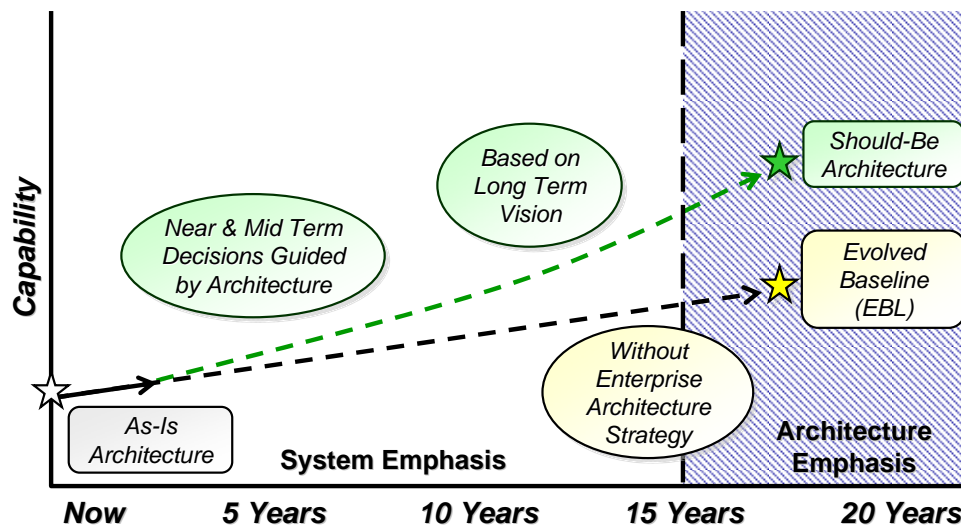 Capability
Should-Be
Architecture
Based on
Long Term
Vision
Near & Mid Term
Decisions Guided
by Architecture
Evolved
Baseline
(EBL)
Without
Enterprise
Architecture
Strategy
As-Is
Architecture
System Emphasis
Architecture
Emphasis
Now
5 Years
10 Years
15 Years
20 Years